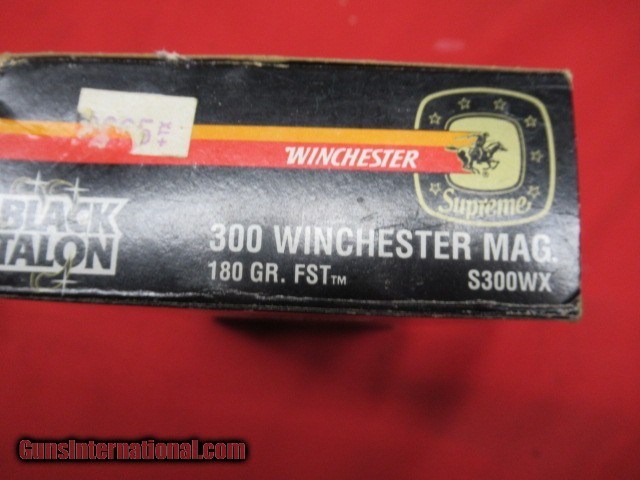 WINCHESTER
Supreme
BLACK
TALON
300 WINCHESTER MAG.
180 GR. FST™
S300WX
GunsInternational.com